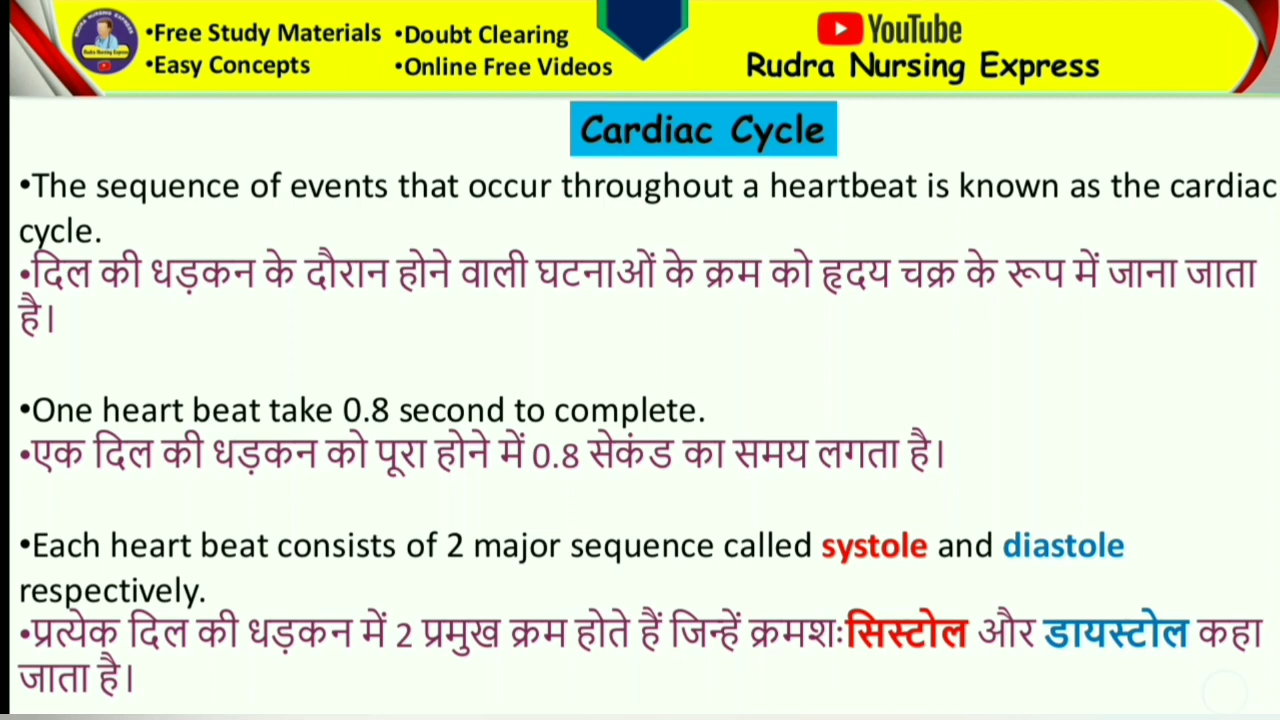 •Free Study Materials •Doubt Clearing
•Easy Concepts •Online Free Videos
YouTube
Rudra Nursing Express
Cardiac Cycle
•The sequence of events that occur throughout a heartbeat is known as the cardiac
cycle.
•दिल की धड़कन के दौरान होने वाली घटनाओं के क्रम को हृदय चक्र के रूप में जाना जाता
है।
•One heart beat take 0.8 second to complete.
•एक दिल की धड़कन को पूरा होने में 0.8 सेकंड का समय लगता है।
•Each heart beat consists of 2 major sequence called systole and diastole
respectively.
•प्रत्येक दिल की धड़कन में 2 प्रमुख क्रम होते हैं जिन्हें क्रमशः सिस्टोल और डायस्टोल कहा
जाता है।